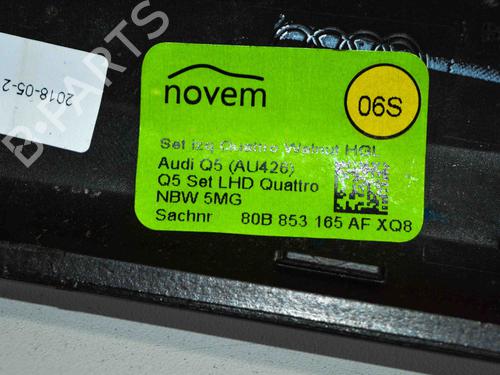 novem
06S
Set izq Quattro Walnut HGL
Audi Q5 (AU426)
Q5 Set LHD Quattro
NBW 5MG
Sachnr 80B 853 165 AF XQ8
2018-05-2
B-PARTS